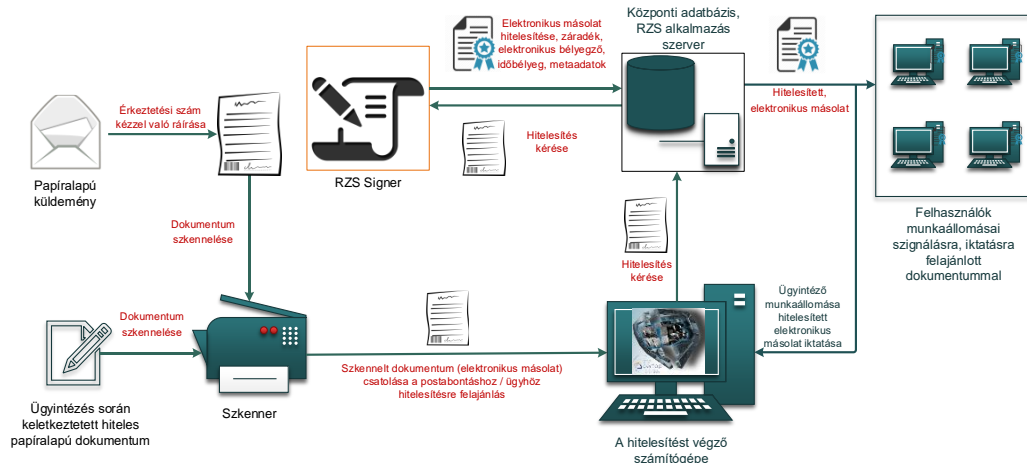 Elektronikus másolat
hitelesítése, záradék,
elektronikus bélyegző,
időbélyeg, metaadatok
Központi adatbázis,
RZS alkalmazás
szerver
Érkeztetési szám
kézzel való ráírása
Hitelesített,
elektronikus másolat
Hitelesítés
kérése
Papíralapú
küldemény
RZS Signer
Felhasználók
munkaállomásai
szignálásra, iktatásra
felajánlott
dokumentummal
Dokumentum
szkennelése
Hitelesítés
kérése
Dokumentum
szkennelése
Ügyintéző
munkaállomása
hitelesített
elektronikus
másolat iktatása
Szkennelt dokumentum (elektronikus másolat)
csatolása a postabontáshoz / ügyhöz
hitelesítésre felajánlás
Ügyintézés során
keletkeztetett hiteles
papíralapú dokumentum
Szkenner
A hitelesítést végző
számítógépe